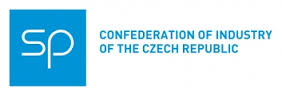 sp
CONFEDERATION OF INDUSTRY
OF THE CZECH REPUBLIC